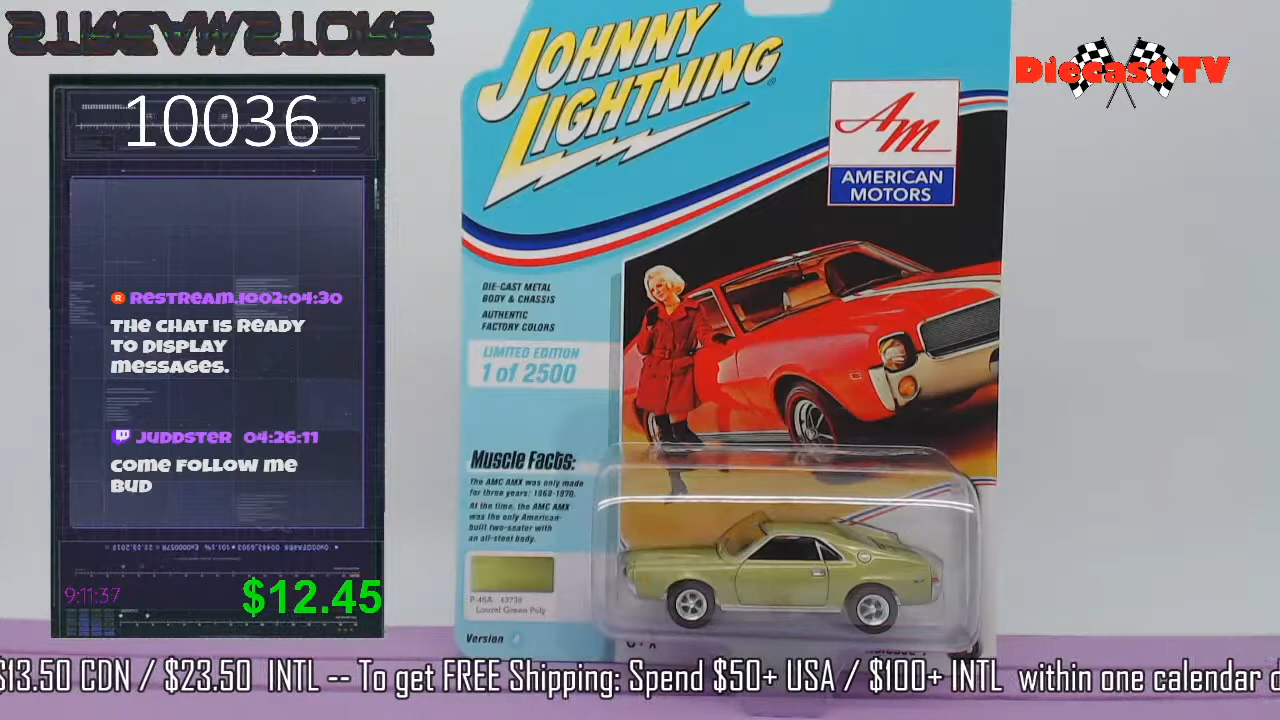 10036
Restream.io 02:04:30
THE CHAT IS READY
TO DISPLAY
MESSAGES.
JUDDSTER 04:26:11
COME FOLLOW ME
BUD
9:11:37
$12.45
JOHNNY
LIGHTNING
AM
AMERICAN
MOTORS
DIE-CAST METAL
BODY & CHASSIS
AUTHENTIC
FACTORY COLORS
LIMITED EDITION
1 of 2500
Muscle Facts:
The AMC AMX was only made
for three years: 1968-1970.
At the time, the AMC AMX
was the only American-
built two-seater with
an all-steel body.
P-46A 43738
Laurel Green Poly
Version
Diecast TV
$13.50 CDN / $23.50 INTL -- To get FREE Shipping: Spend $50+ USA / $100+ INTL within one calendar